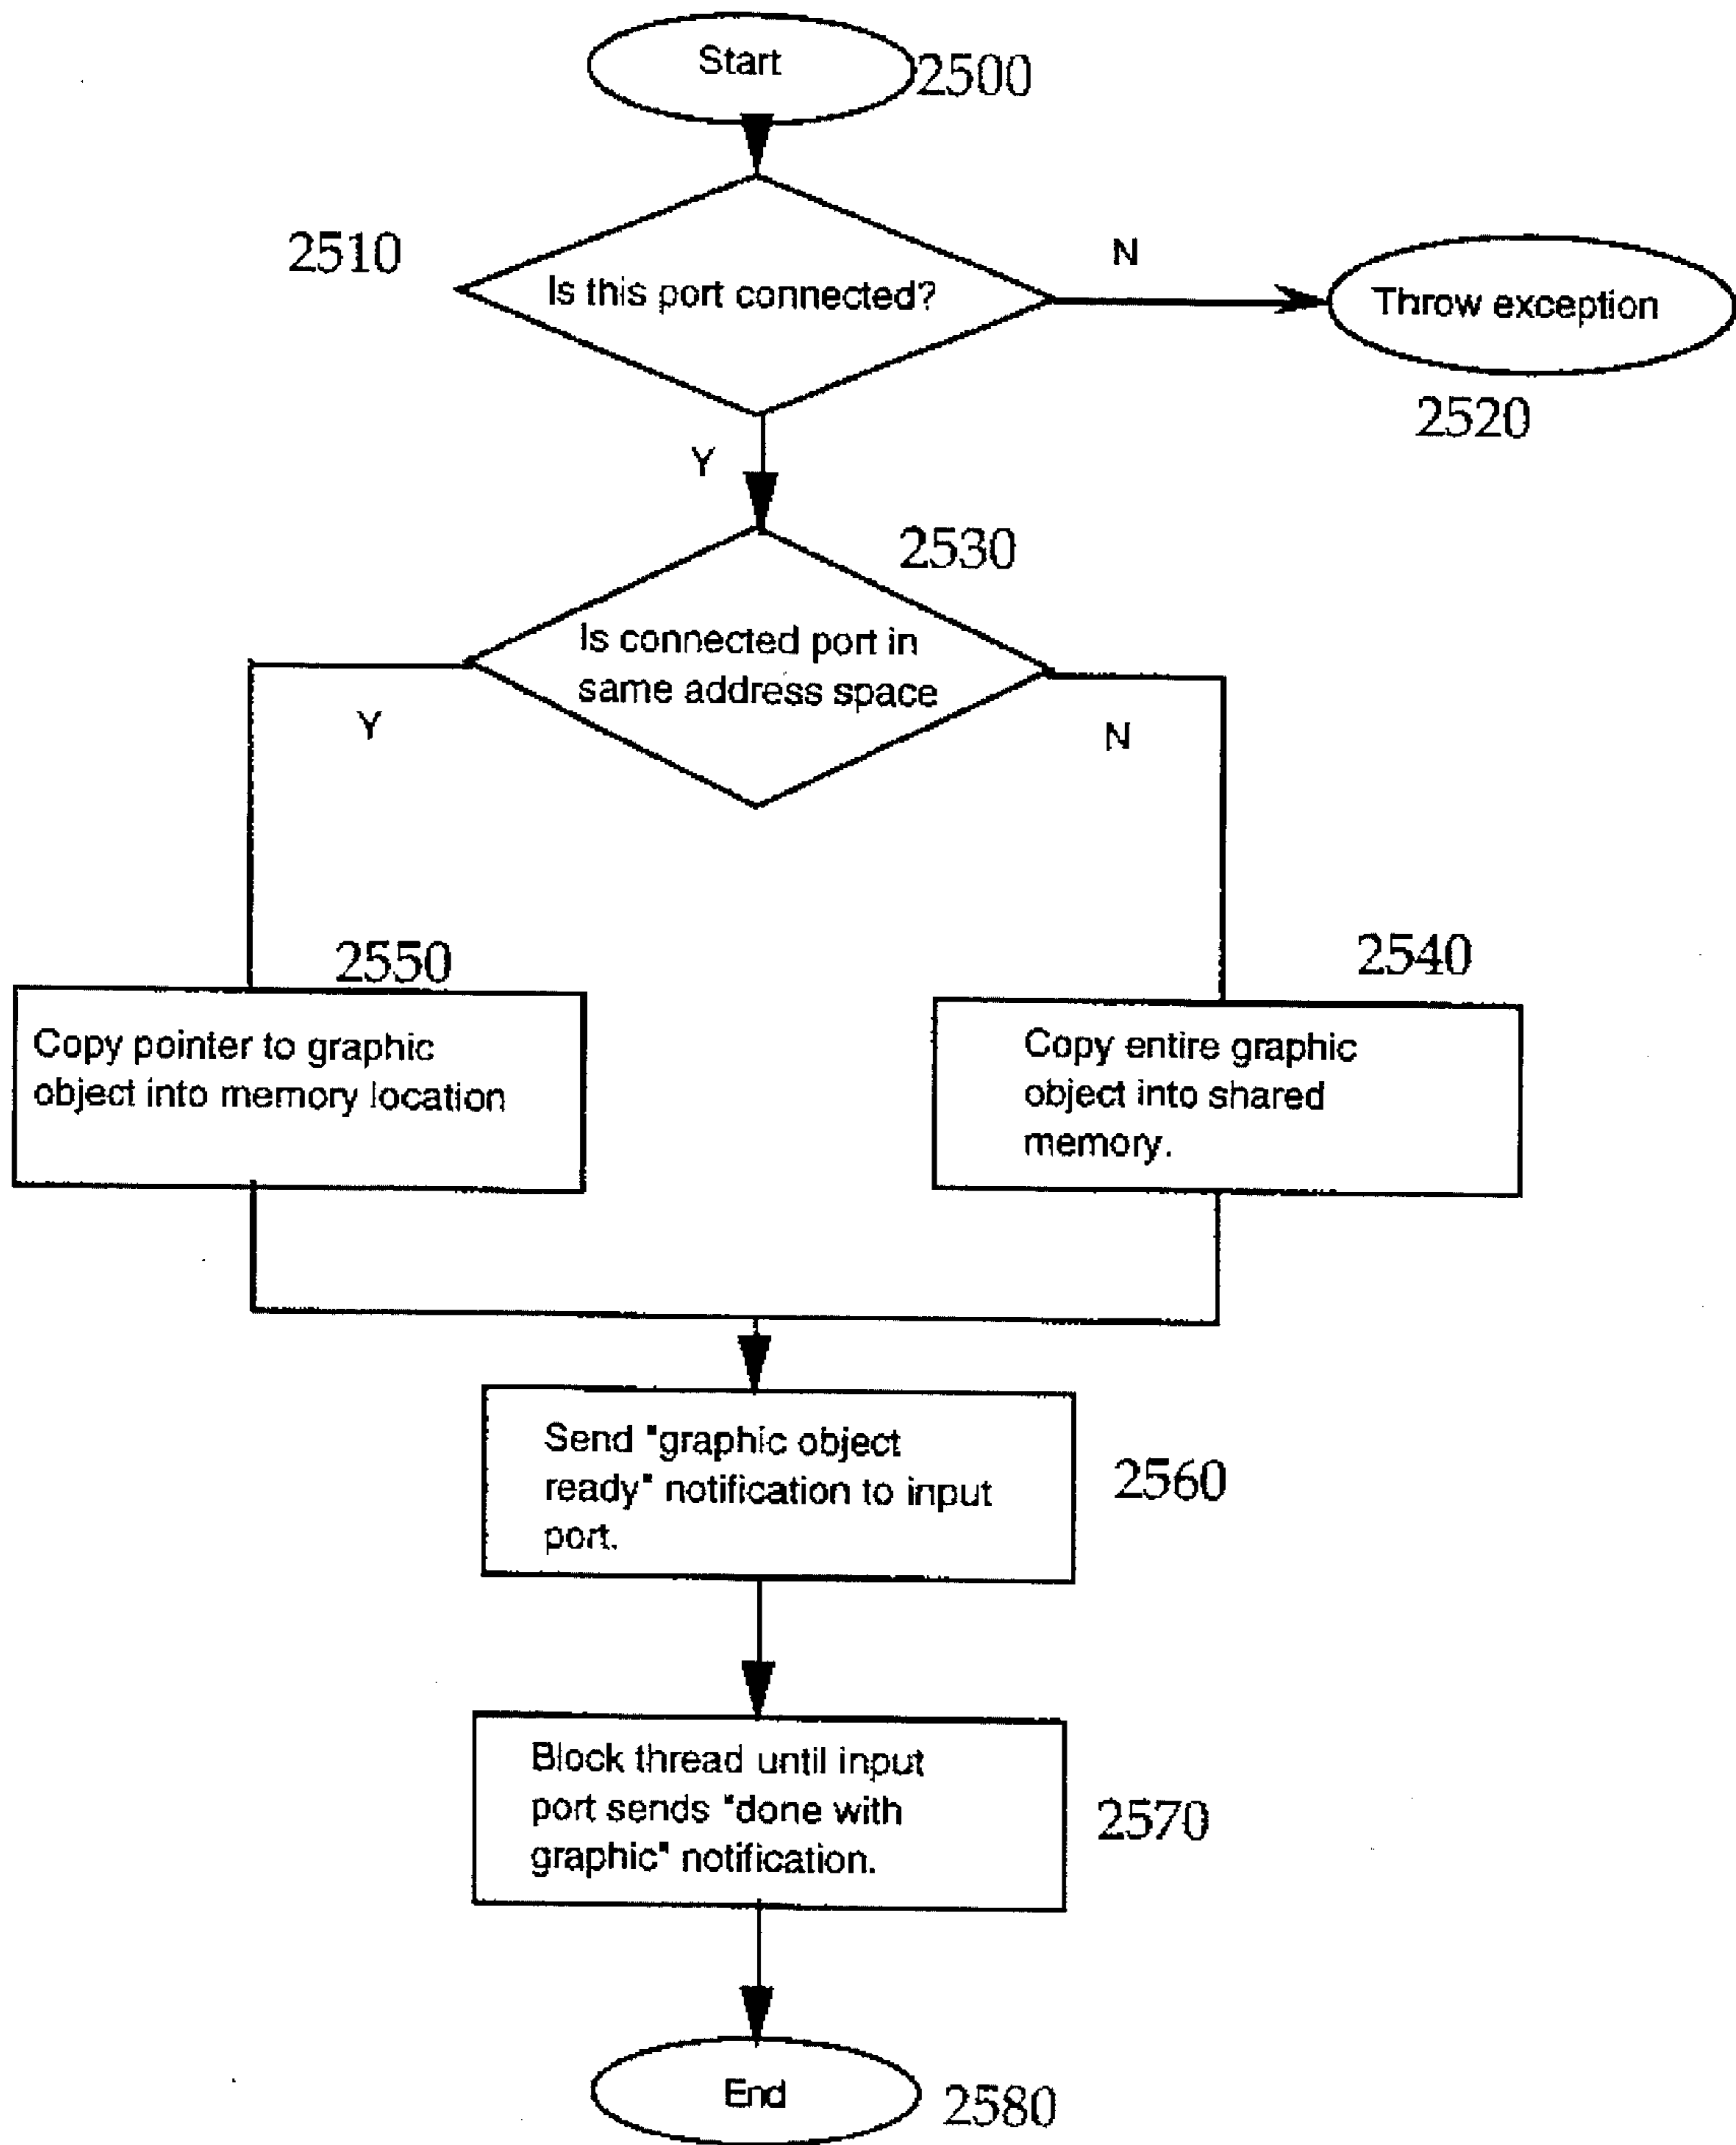 Start
2500
2510
Is this port connected?
N
Throw exception
2520
Y
2530
Is connected port in
same address space
Y
N
2550
2540
Copy pointer to graphic
object into memory location
Copy entire graphic
object into shared
memory.
Send "graphic object
ready" notification to input
port.
2560
Block thread until input
port sends "done with
graphic" notification.
2570
End
2580